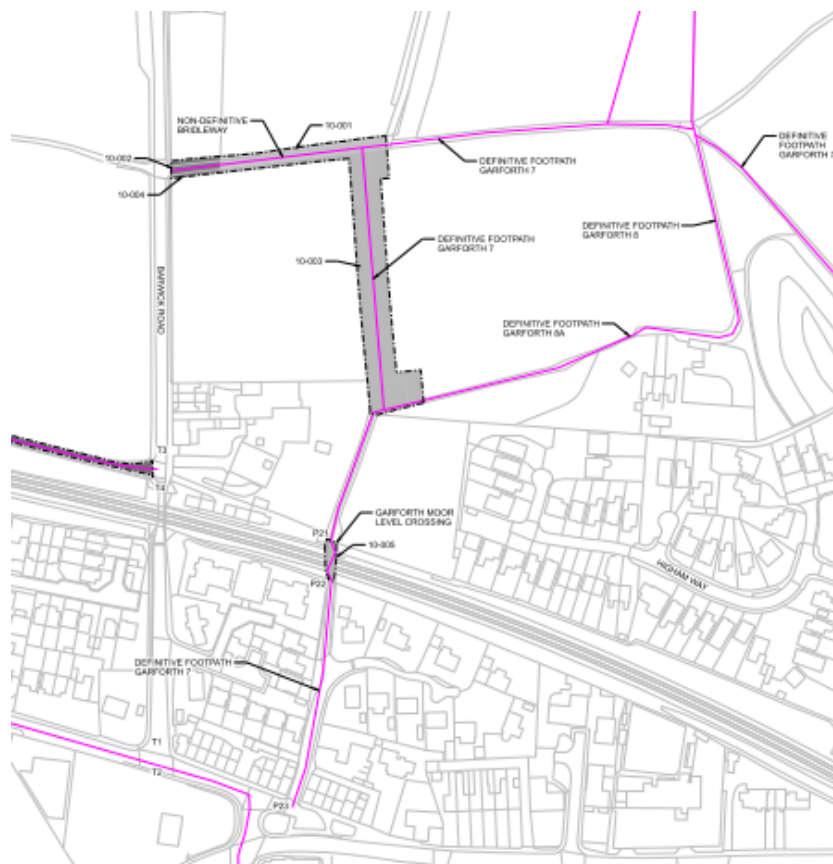 10-001
NON-DEFINITIVE
BRIDLEWAY
10-002
10-004
DEFINITIVE FOOTPATH
GARFORTH 7
DEFINITIVE
FOOTPATH
GARFORTH
DEFINITIVE FOOTPATH
GARFORTH 8
DEFINITIVE FOOTPATH
GARFORTH 7
10-003
BARWICK ROAD
DEFINITIVE FOOTPATH
GARFORTH 8A
T3
T4
GARFORTH MOOR
LEVEL CROSSING
P21
10-005
P22
HIGHAM WAY
DEFINITIVE FOOTPATH
GARFORTH 7
T1
T2
P23